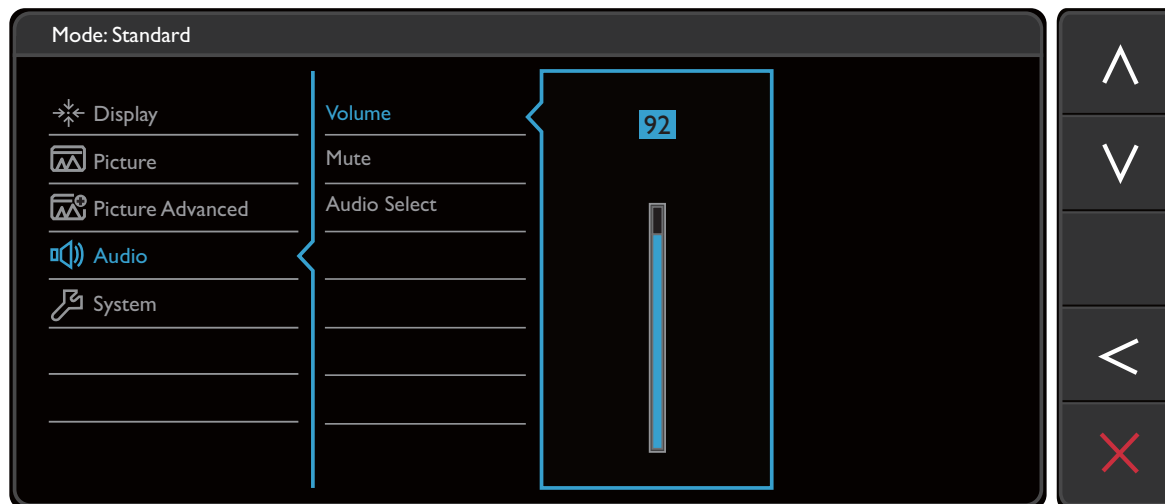 Mode: Standard
Display
Picture
Picture Advanced
Audio
System
Volume
Mute
Audio Select
92